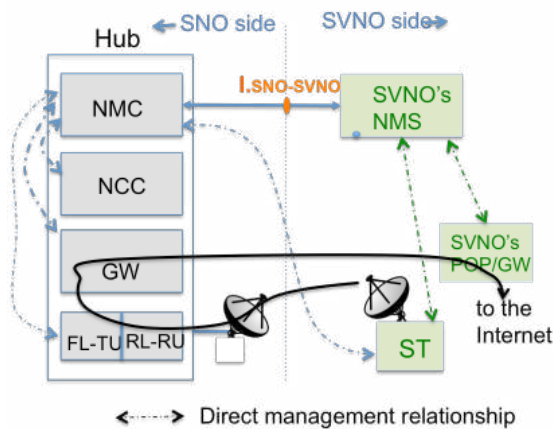 SNO side
SVNO side
Hub
I.SNO-SVNO
NMC
SVNO's
NMS
NCC
GW
SVNO's
POP/GW
to the
Internet
FL-TU
RL-RU
ST
Direct management relationship